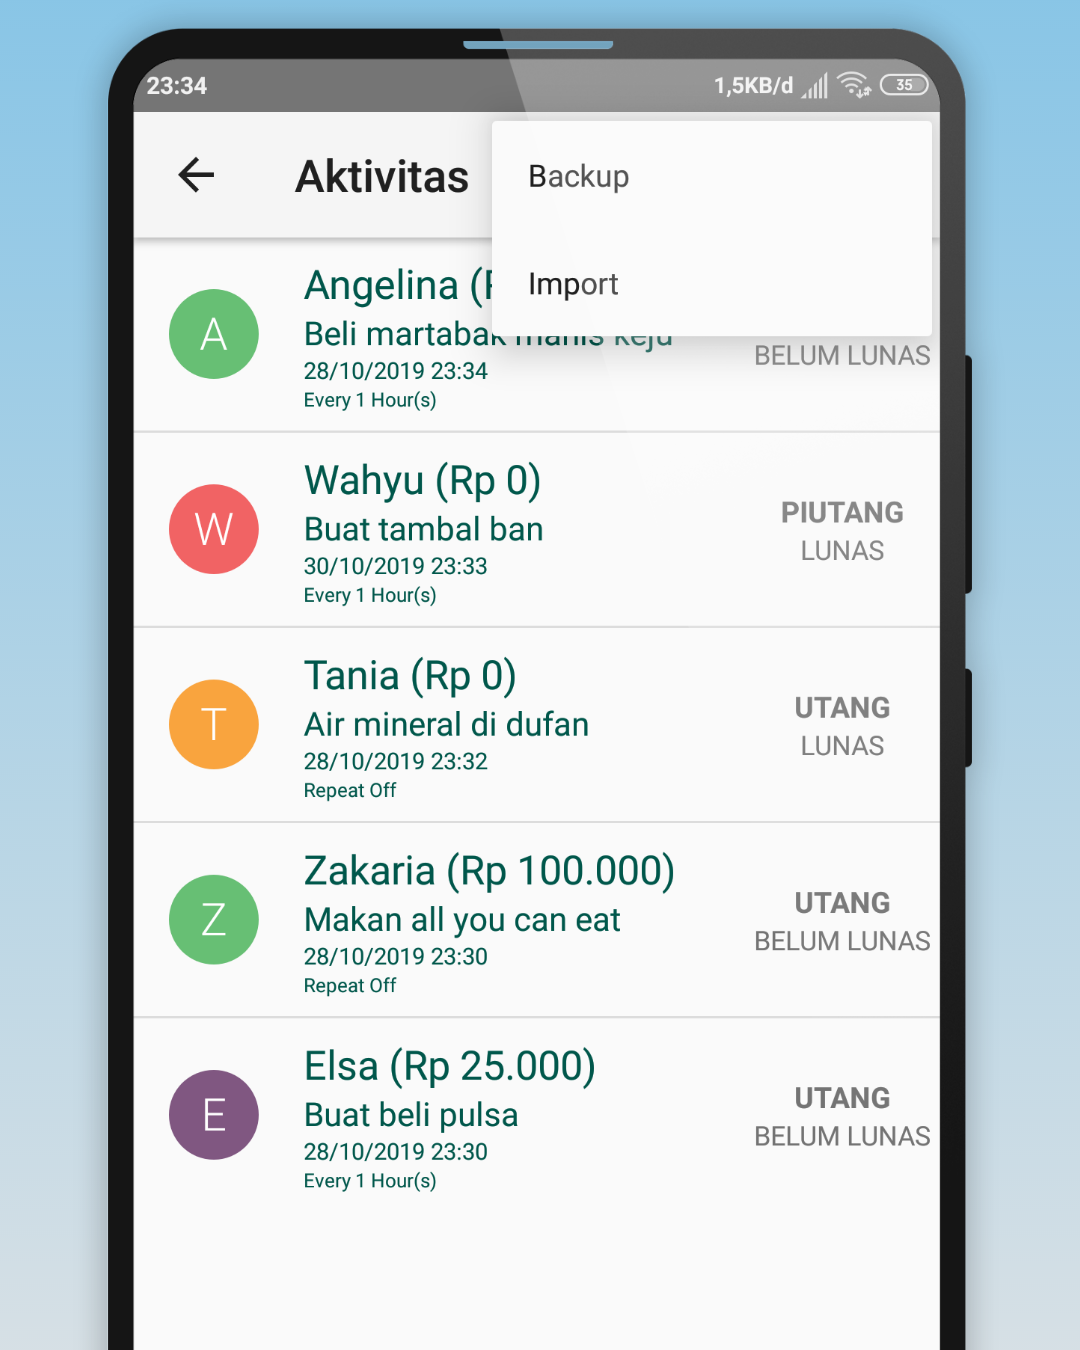 23:34
1,5KB/d
35
Aktivitas
Backup
Import
A
Angelina (
Beli martabak manis keju
28/10/2019 23:34
Every 1 Hour(s)
BELUM LUNAS
W
Wahyu (Rp 0)
Buat tambal ban
30/10/2019 23:33
Every 1 Hour(s)
PIUTANG
LUNAS
T
Tania (Rp 0)
Air mineral di dufan
28/10/2019 23:32
Repeat Off
UTANG
LUNAS
Z
Zakaria (Rp 100.000)
Makan all you can eat
28/10/2019 23:30
Repeat Off
UTANG
BELUM LUNAS
E
Elsa (Rp 25.000)
Buat beli pulsa
28/10/2019 23:30
Every 1 Hour(s)
UTANG
BELUM LUNAS